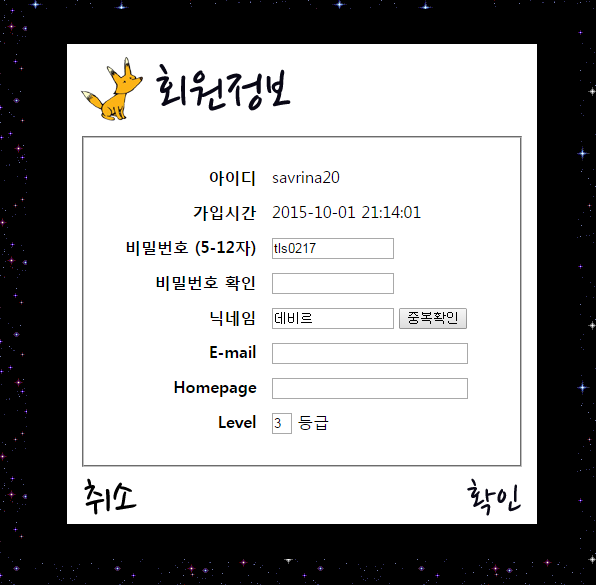 회원정보
아이디 savrina20
가입시간 2015-10-01 21:14:01
비밀번호 (5-12자) tls0217
비밀번호 확인
닉네임 데비르 중복확인
E-mail
Homepage
Level 3 등급
취소 확인